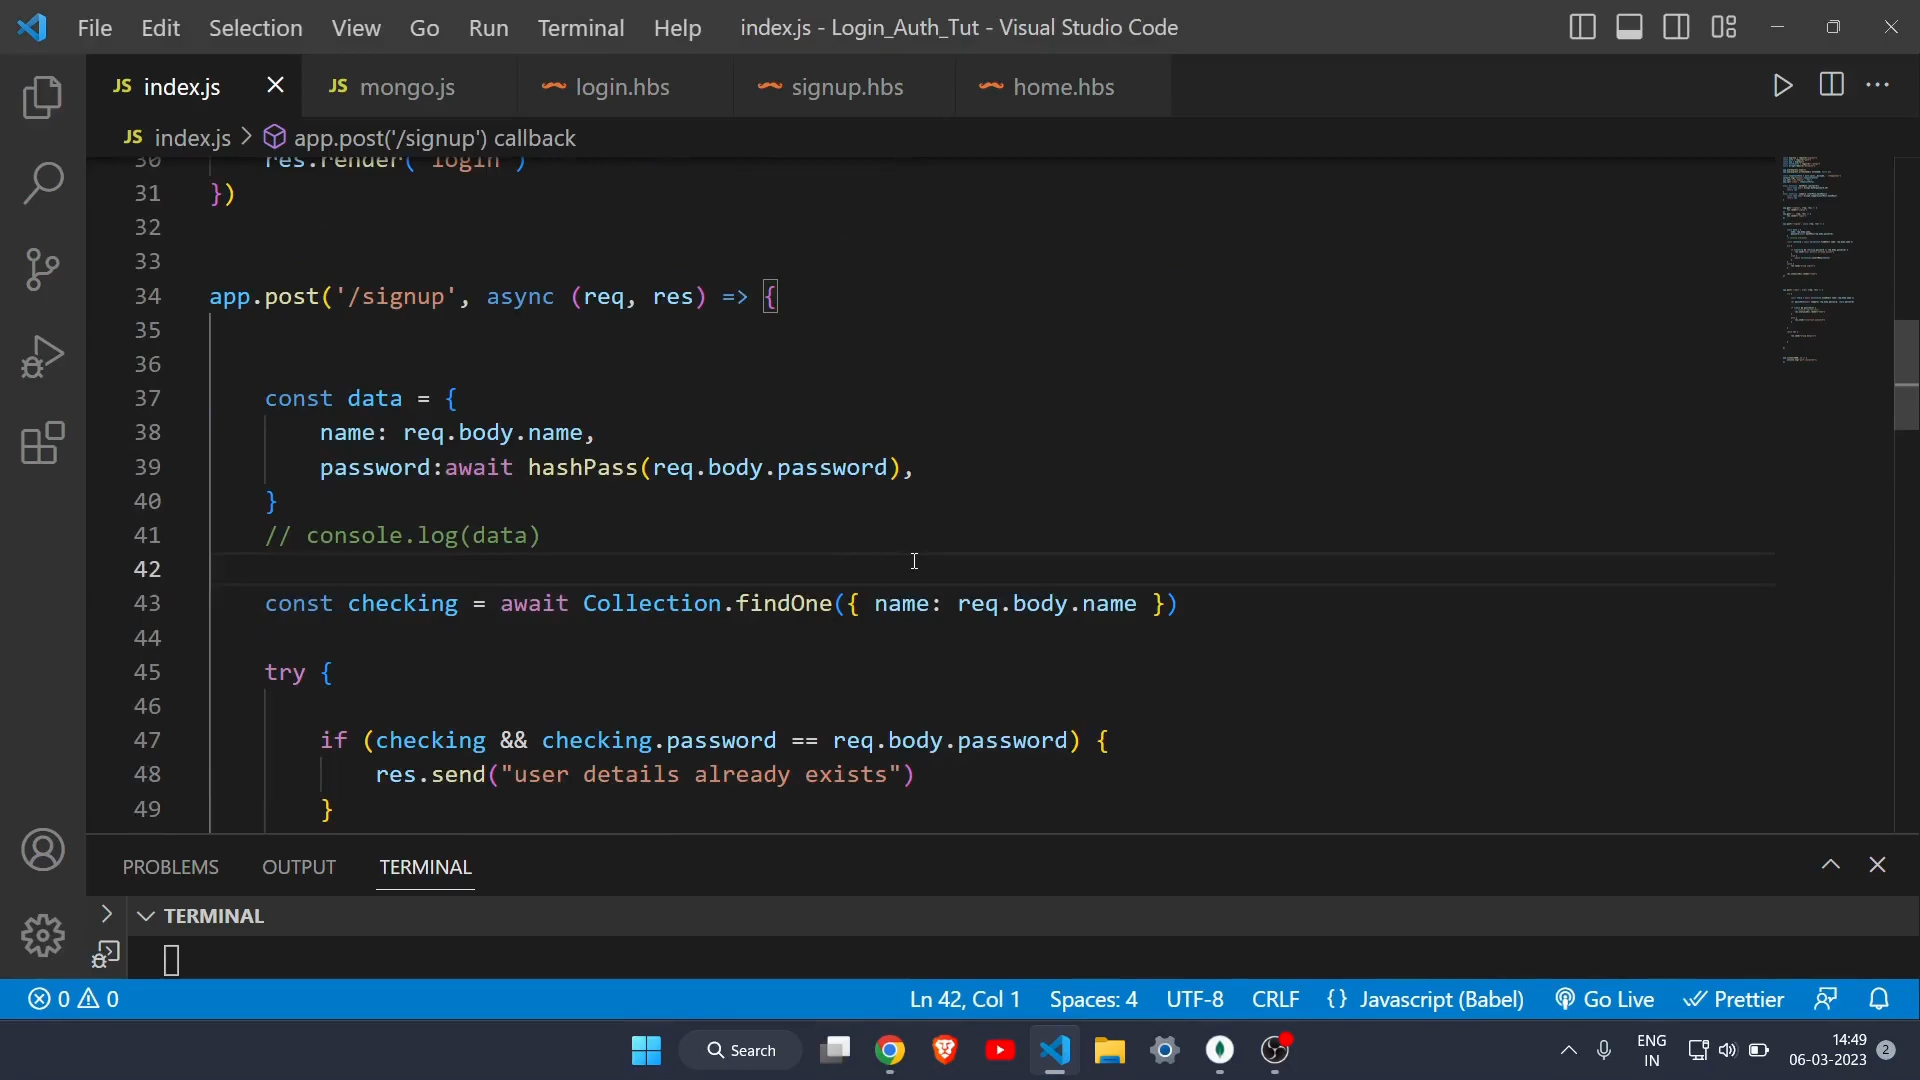 File Edit Selection View Go Run Terminal Help index.js - Login_Auth_Tut - Visual Studio Code
JS index.js JS mongo.js login.hbs signup.hbs home.hbs
JS index.js > app.post('/signup') callback
30 res.render("login")
31 })
32
33
34 app.post('/signup', async (req, res) => {
35
36
37 const data = {
38 name: req.body.name,
39 password:await hashPass(req.body.password),
40 }
41 // console.log(data)
42
43 const checking = await Collection.findOne({ name: req.body.name })
44
45 try {
46
47 if (checking && checking.password == req.body.password) {
48 res.send("user details already exists")
49 }
PROBLEMS OUTPUT TERMINAL
TERMINAL
0 0 Ln 42, Col 1 Spaces: 4 UTF-8 CRLF {} Javascript (Babel) Go Live Prettier
Search ENG IN 14:49 06-03-2023 2